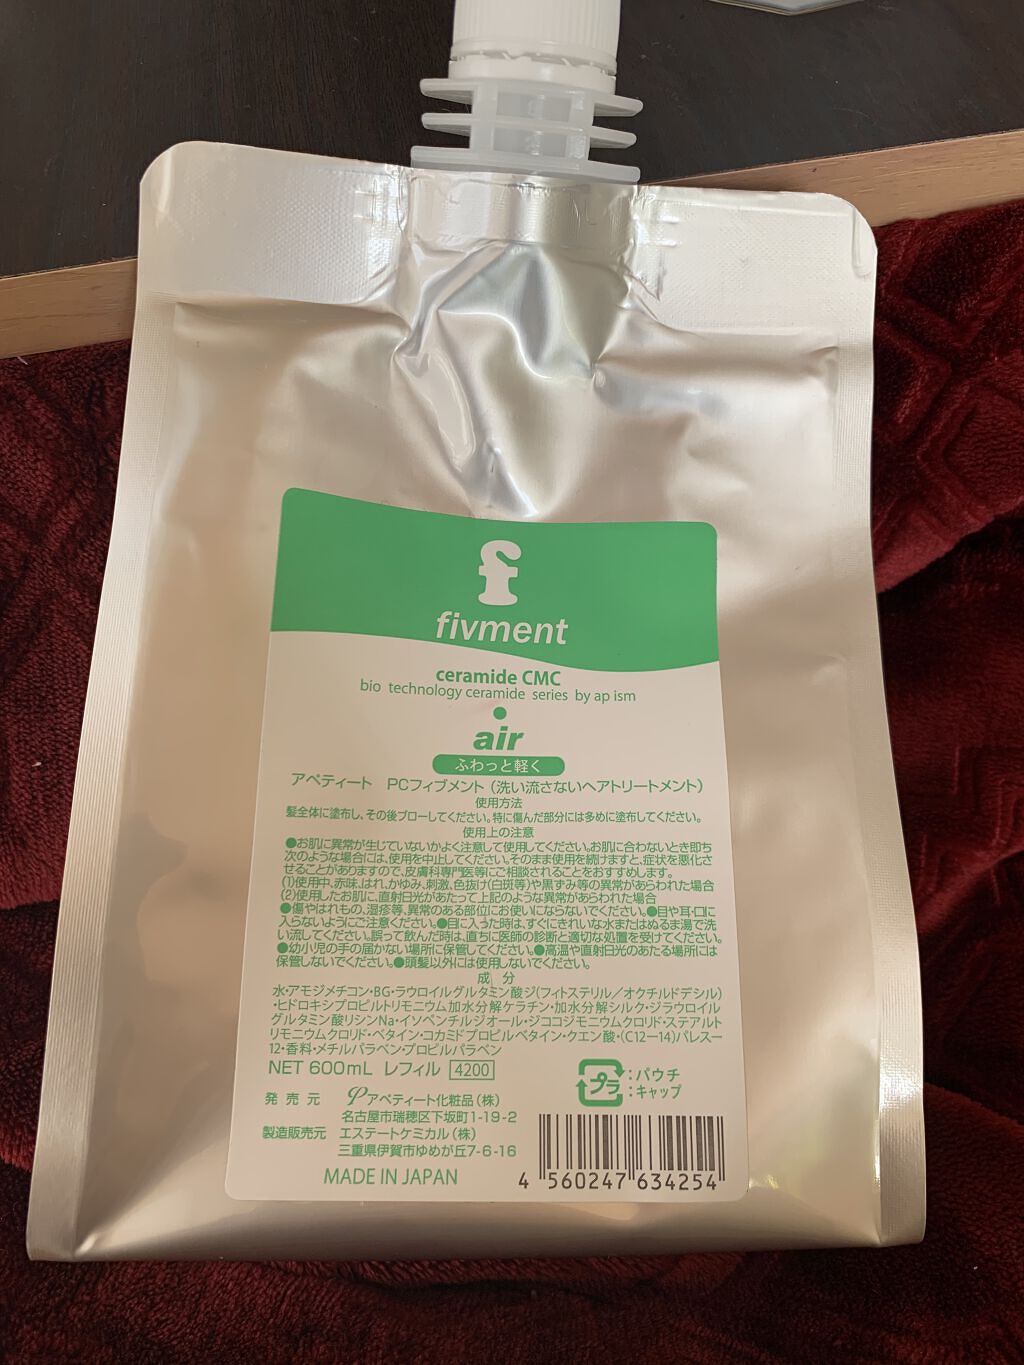 f
fivment
ceramide CMC
bio technology ceramide series by ap ism
air
ふわっと軽く
アペティート PCフィブメント(洗い流さないヘアトリートメント)
使用方法
髪全体に塗布し、その後ブローしてください。特に傷んだ部分には多めに塗布してください。
使用上の注意
●お肌に異常が生じていないかよく注意して使用してください。お肌に合わないとき即ち
次のような場合には、使用を中止してください。そのまま使用を続けますと、症状を悪化さ
せることがありますので、皮膚科専門医等にご相談されることをおすすめします。
(1)使用中、赤味、はれ、かゆみ、刺激、色抜け(白斑等)や黒ずみ等の異常があらわれた場合
(2)使用したお肌に、直射日光があたって上記のような異常があらわれた場合
●傷やはれもの、湿疹等、異常のある部位にお使いにならないでください。●目や耳・口に
入らないようにご注意ください。●目に入った時は、すぐにきれいな水またはぬるま湯で洗
い流してください。誤って飲んだ時は、直ちに医師の診断と適切な処置を受けてください。
●幼小児の手の届かない場所に保管してください。●高温や直射日光のあたる場所には
保管しないでください。●頭髪以外には使用しないでください。
成 分
水・アモジメチコン・BG・ラウロイルグルタミン酸ジ(フィトステリル/オクチルドデシル)
・ヒドロキシプロピルトリモニウム加水分解ケラチン・加水分解シルク・ジラウロイル
グルタミン酸リシンNa・イソペンチルジオール・ジココジモニウムクロリド・ステアルト
リモニウムクロリド・ベタイン・コカミドプロピルベタイン・クエン酸・(C12ー14)パレスー
12・香料・メチルパラベン・プロピルパラベン
NET 600mL レフィル 4200
プラ :パウチ
:キャップ
発 売 元 アペティート化粧品(株)
名古屋市瑞穂区下坂町1-19-2
製造販売元 エステートケミカル(株)
三重県伊賀市ゆめが丘7-6-16
MADE IN JAPAN
4 560247 634254